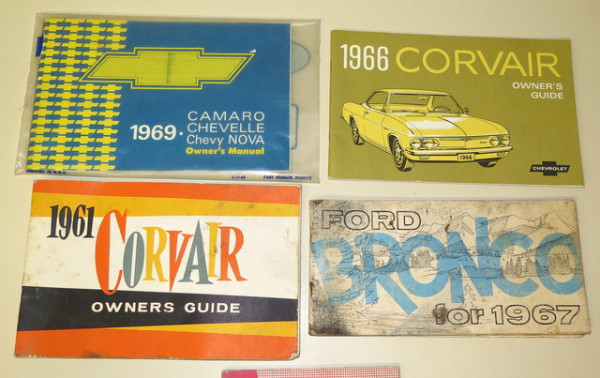 1969
CAMARO
CHEVELLE
Chevy NOVA
Owner's Manual
1966 CORVAIR
OWNER'S
GUIDE
1966
CHEVROLET
1961
CORVAIR
OWNERS GUIDE
FORD
BRONCO
for 1967